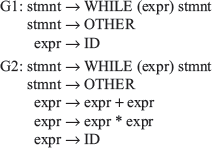 G1: stmnt → WHILE (expr) stmnt
stmnt → OTHER
expr → ID
G2: stmnt → WHILE (expr) stmnt
stmnt → OTHER
expr → expr + expr
expr → expr * expr
expr → ID